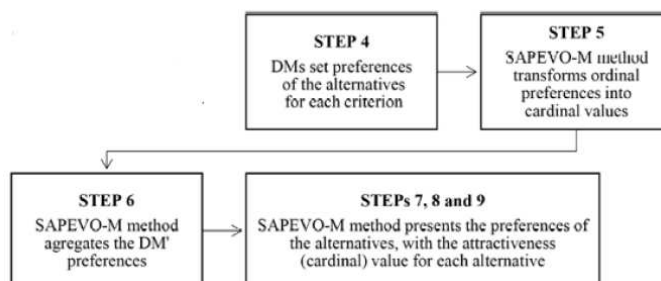 STEP 4
DMs set preferences
of the alternatives
for each criterion
STEP 5
SAPEVO-M method
transforms ordinal
preferences into
cardinal values
STEP 6
SAPEVO-M method
agregates the DM'
preferences
STEPs 7, 8 and 9
SAPEVO-M method presents the preferences of
the alternatives, with the attractiveness
(cardinal) value for each alternative